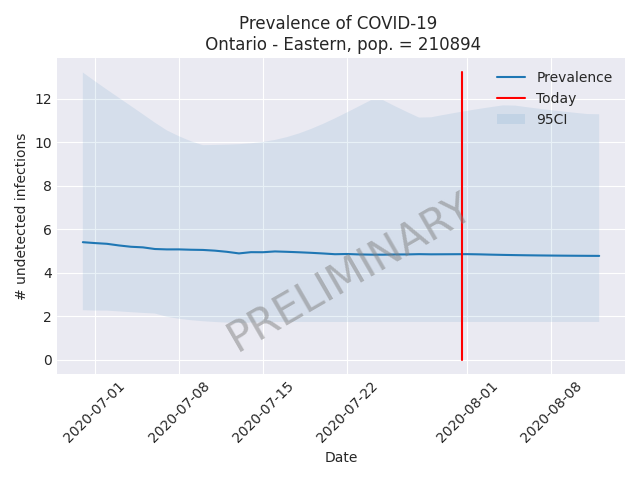 Prevalence of COVID-19
Ontario - Eastern, pop. = 210894
# undetected infections
12
10
8
6
4
2
0
Prevalence
Today
95CI
PRELIMINARY
2020-07-01
2020-07-08
2020-07-15
2020-07-22
2020-08-01
2020-08-08
Date